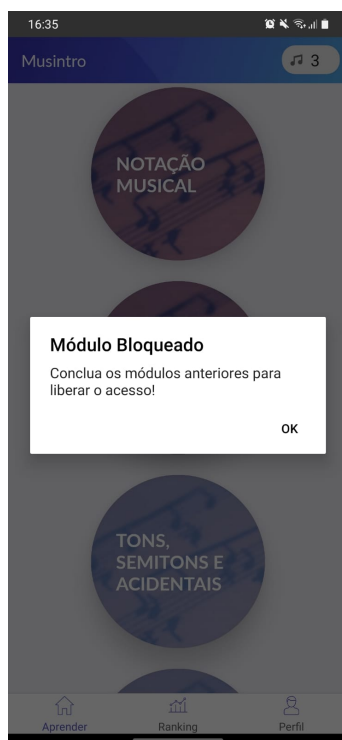 16:35
Musintro
3
NOTAÇÃO
MUSICAL
Módulo Bloqueado
Conclua os módulos anteriores para
liberar o acesso!
OK
TONS,
SEMITONS E
ACIDENTAIS
Aprender
Ranking
Perfil